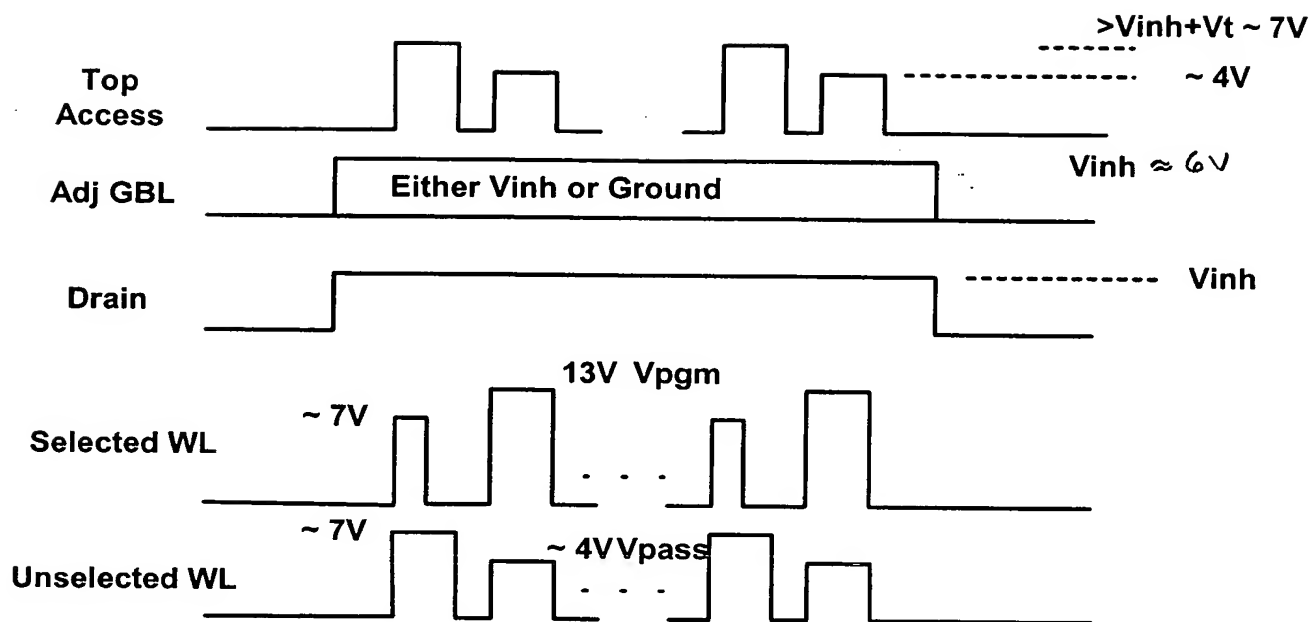 >Vinh+Vt ~ 7V
Top
Access
~ 4V
Vinh ≈ 6V
Adj GBL
Either Vinh or Ground
Drain
Vinh
13V Vpgm
~ 7V
Selected WL
. . .
~ 7V
~ 4V Vpass
Unselected WL
. . .